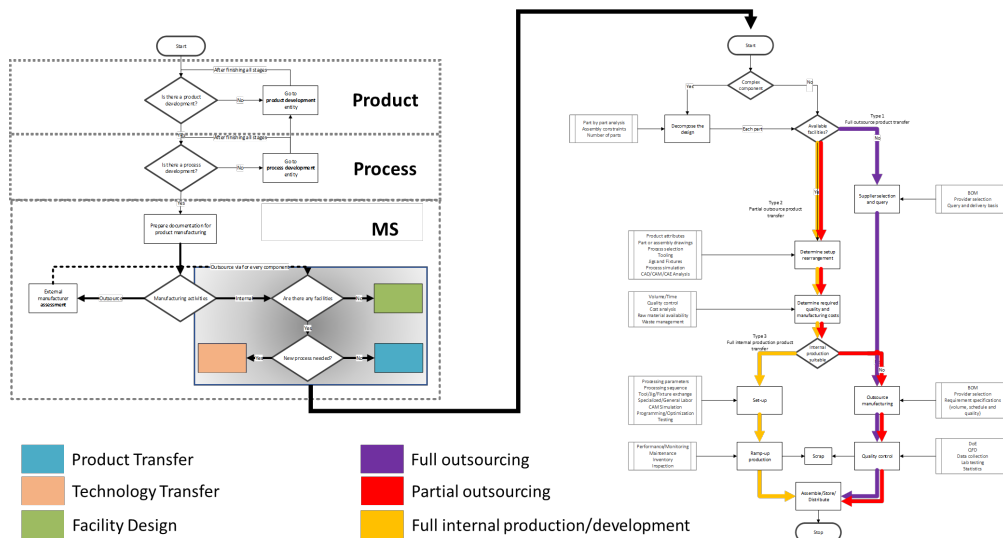 Start
After finishing all stages
Is there a product
development?
No
Go to
product development
entity
Product
Yes
After finishing all stages
Is there a process
development?
No
Go to
process development
entity
Process
Yes
Prepare documentation for
product manufacturing
MS
Outsource via For every component
External
manufacturer
assessment
Outsource
Manufacturing activities
Internal
Are there any facilities
No
Yes
Yes
New process needed?
No
Product Transfer
Technology Transfer
Facility Design
Full outsourcing
Partial outsourcing
Full internal production/development
Start
Complex
component
Yes
No
Part by part analysis
Assembly constraints
Number of parts
Decompose the
design
Each part
Available
facilities?
Type 1
Full outsource product transfer
No
Yes
Supplier selection
and query
BOM
Provider selection
Query and delivery basis
Type 2
Partial outsource product
transfer
Product attributes
Part or assembly drawings
Process selection
Tooling
Jigs and Fixtures
Process simulation
CAD/CAM/CAE Analysis
Determine setup
rearrangement
Volume/Time
Quality control
Cost analysis
Raw material availability
Waste management
Determine required
quality and
manufacturing costs
Type 3
Full internal production product
transfer
Internal
production
suitable
No
Processing parameters
Processing sequence
Tool/Jig/Fixture exchange
Specialized/General Labor
CAM Simulation
Programming/Optimization
Testing
Set-up
Outsource
manufacturing
BOM
Provider selection
Requirement specifications
(volume, schedule and
quality)
Performance/Monitoring
Maintenance
Inventory
Inspection
Ramp-up
production
Scrap
Quality control
DoE
QFD
Data collection
Lab testing
Statistics
Assemble/Store/
Distribute
Stop